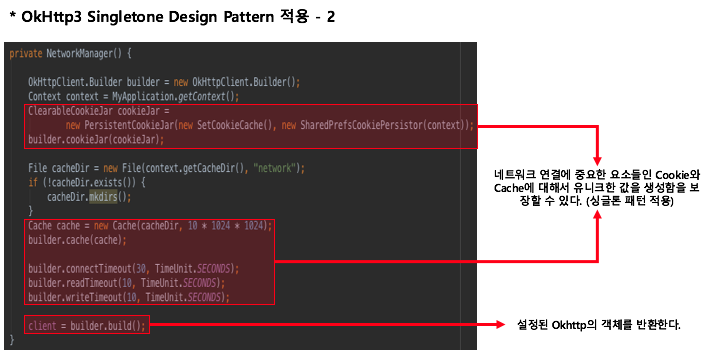 * OkHttp3 Singletone Design Pattern 적용 - 2
private NetworkManager() {
OkHttpClient.Builder builder = new OkHttpClient.Builder();
Context context = MyApplication.getContext();
ClearableCookieJar cookieJar =
new PersistentCookieJar(new SetCookieCache(), new SharedPrefsCookiePersistor(context));
builder.cookieJar(cookieJar);
File cacheDir = new File(context.getCacheDir(), "network");
if (!cacheDir.exists()) {
cacheDir.mkdirs();
}
Cache cache = new Cache(cacheDir, 10 * 1024 * 1024);
builder.cache(cache);
builder.connectTimeout(30, TimeUnit.SECONDS);
builder.readTimeout(10, TimeUnit.SECONDS);
builder.writeTimeout(10, TimeUnit.SECONDS);
client = builder.build();
}
네트워크 연결에 중요한 요소들인 Cookie와
Cache에 대해서 유니크한 값을 생성함을 보
장할 수 있다. (싱글톤 패턴 적용)
설정된 Okhttp의 객체를 반환한다.